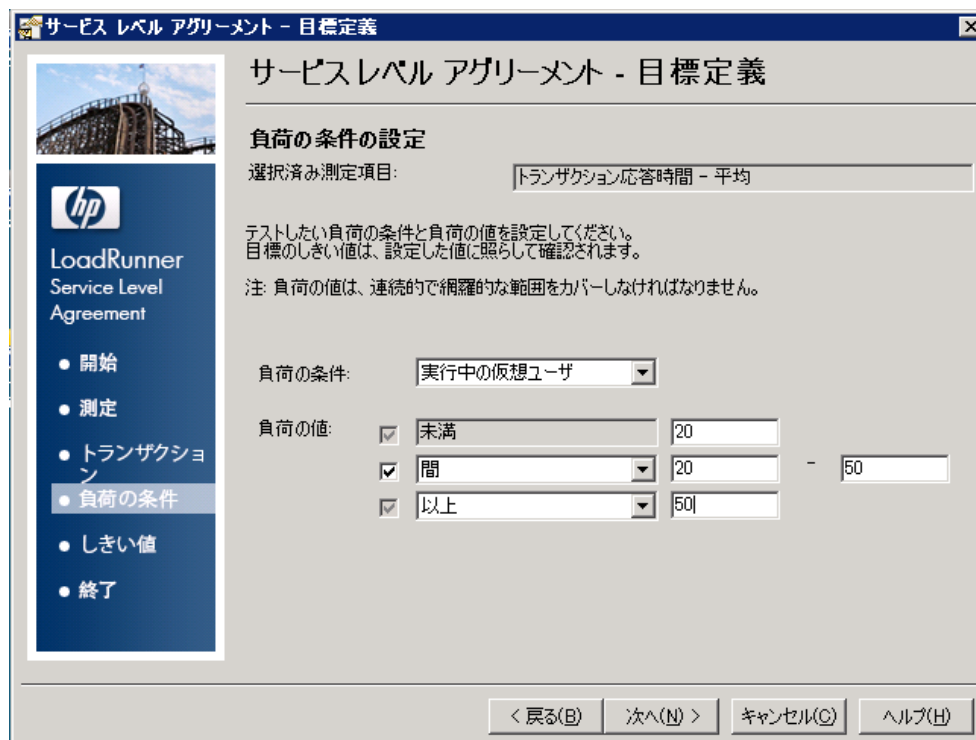 サービス レベル アグリーメント - 目標定義
サービス レベル アグリーメント - 目標定義
hp
LoadRunner
Service Level
Agreement
● 開始
● 測定
● トランザクショ
ン
● 負荷の条件
● しきい値
● 終了
負荷の条件の設定
選択済み測定項目: トランザクション応答時間 - 平均
テストしたい負荷の条件と負荷の値を設定してください。
目標のしきい値は、設定した値に照らして確認されます。
注: 負荷の値は、連続的で網羅的な範囲をカバーしなければなりません。
負荷の条件: 実行中の仮想ユーザ
負荷の値: 未満 20
間 20 - 50
以上 50
< 戻る(B) 次へ(N) > キャンセル(C) ヘルプ(H)